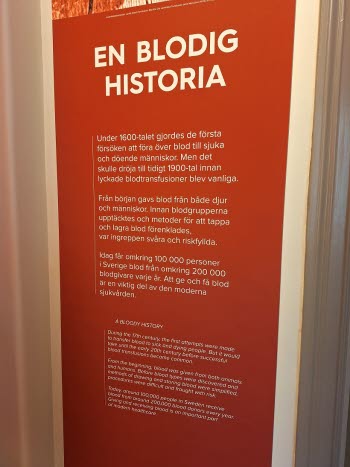 EN BLODIG
HISTORIA
Under 1600-talet gjordes de första
försöken att föra över blod till sjuka
och döende människor. Men det
skulle dröja till tidigt 1900-tal innan
lyckade blodtransfusioner blev vanliga.
Från början gavs blod från både djur
och människor. Innan blodgrupperna
upptäcktes och metoder för att tappa
och lagra blod förenklades,
var ingreppen svåra och riskfyllda.
Idag får omkring 100 000 personer
i Sverige blod från omkring 200 000
blodgivare varje år. Att ge och få blod
är en viktig del av den moderna
sjukvården.
A BLOODY HISTORY
During the 17th century, the first attempts were made
to transfer blood to sick and dying people. But it would
take until the early 20th century before successful
blood transfusions became common.
From the beginning, blood was given from both animals
and humans. Before blood types were discovered and
methods of drawing and storing blood were simplified,
procedures were difficult and fraught with risk.
Today, around 100,000 people in Sweden receive
blood from around 200,000 blood donors every year.
Giving and receiving blood is an important part
of modern healthcare.